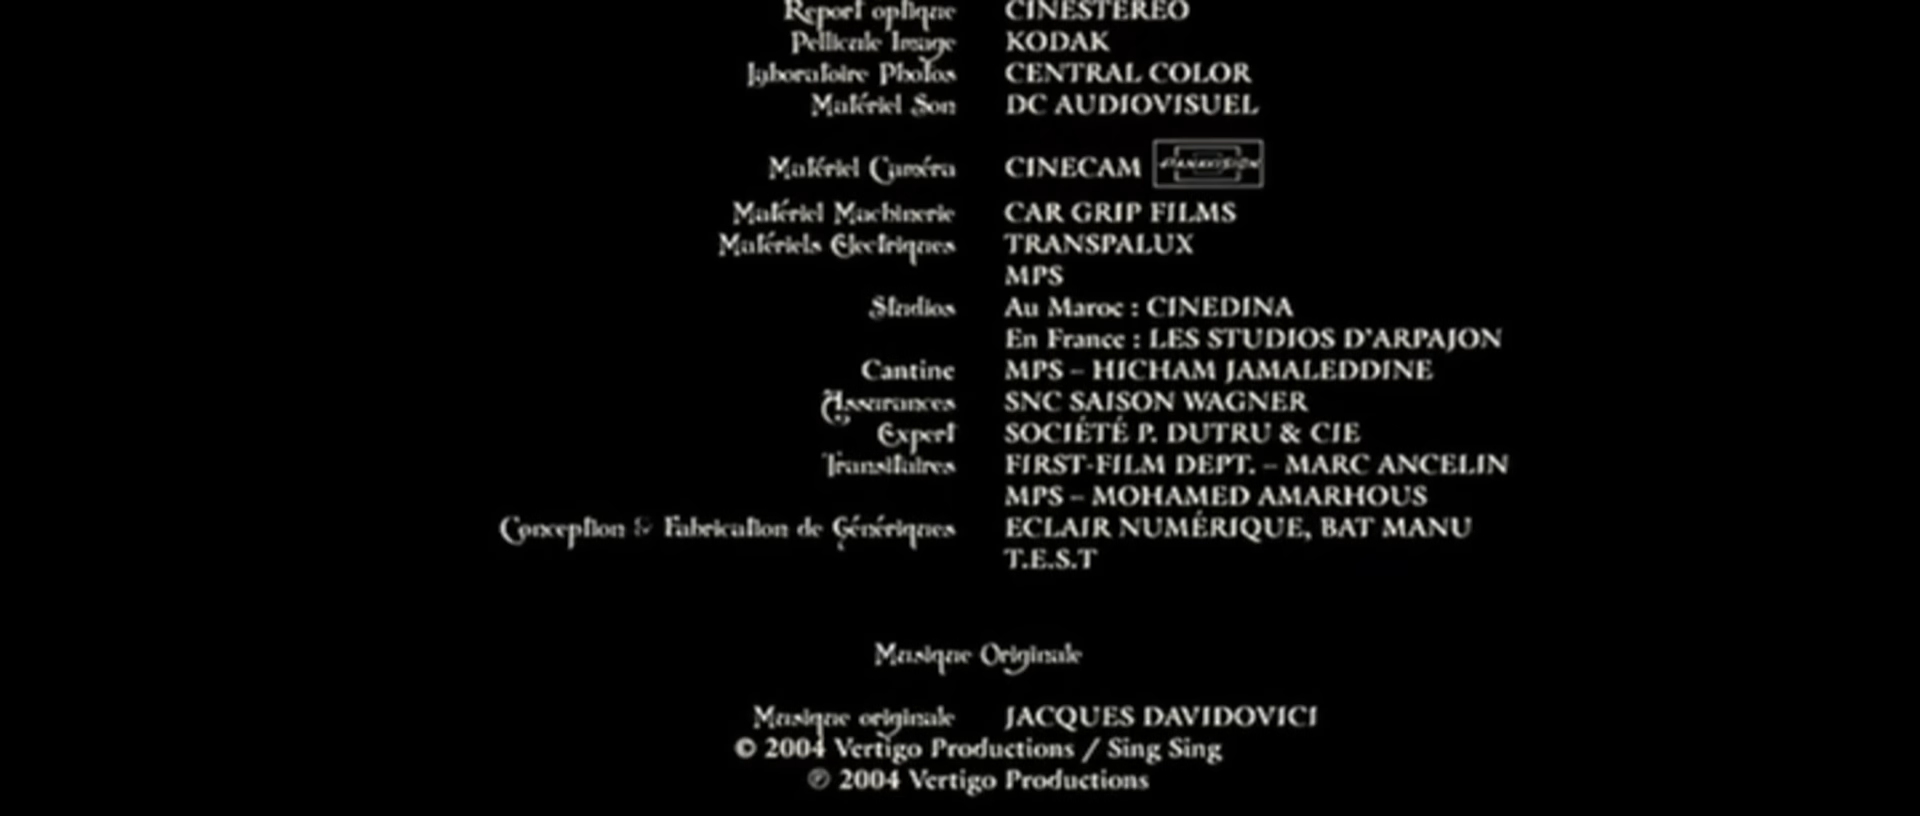 Report optique CINESTEREO
Pellicule Image KODAK
Laboratoire Photos CENTRAL COLOR
Matériel Son DC AUDIOVISUEL
Matériel Caméra CINECAM PANAVISION
Matériel Machinerie CAR GRIP FILMS
Matériels Electriques TRANSPALUX
MPS
Studios Au Maroc : CINEDINA
En France : LES STUDIOS D'ARPAJON
Cantine MPS – HICHAM JAMALEDDINE
Assurances SNC SAISON WAGNER
Expert SOCIÉTÉ P. DUTRU & CIE
Transitaires FIRST-FILM DEPT. – MARC ANCELIN
MPS – MOHAMED AMARHOUS
Conception & Fabrication de Génériques ECLAIR NUMÉRIQUE, BAT MANU
T.E.S.T
Musique Originale
Musique originale JACQUES DAVIDOVICI
© 2004 Vertigo Productions / Sing Sing
℗ 2004 Vertigo Productions